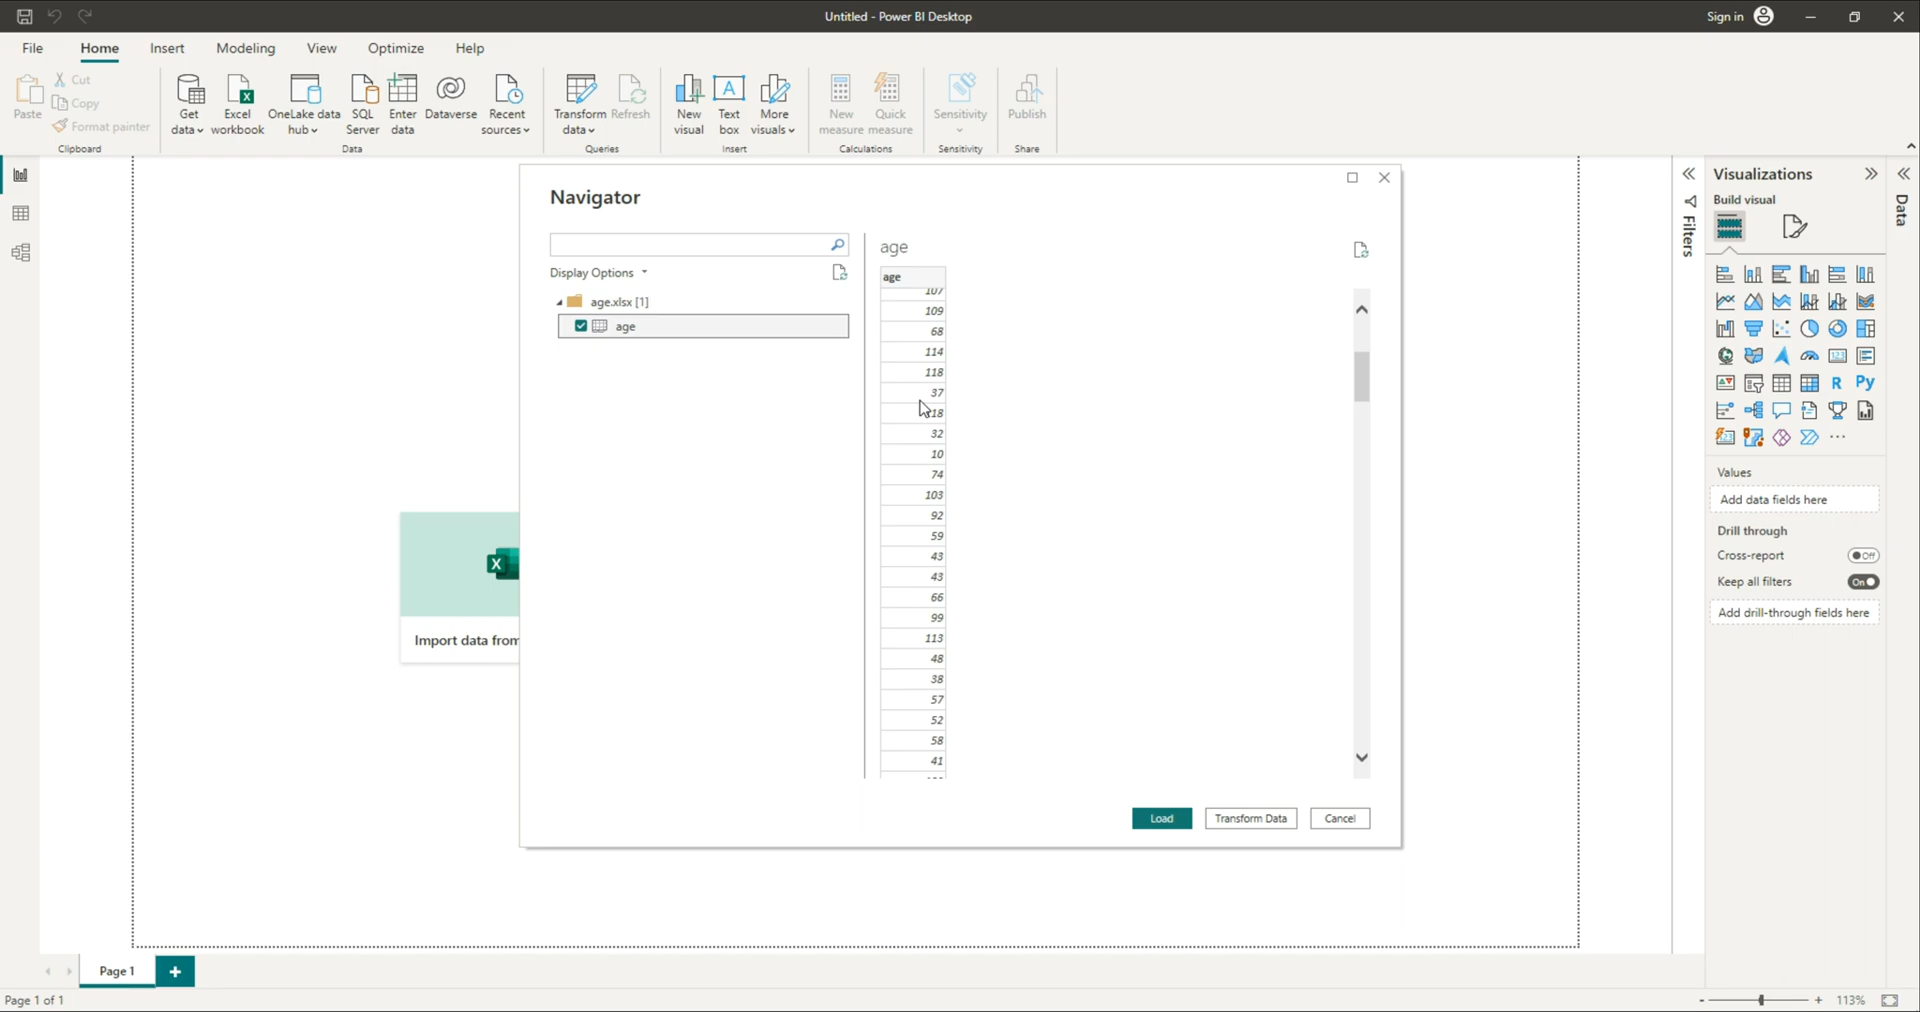 Untitled - Power BI Desktop
Sign in
File Home Insert Modeling View Optimize Help
Paste
Cut
Copy
Format painter
Clipboard
Get data
Excel workbook
OneLake data hub
SQL Server
Enter data
Dataverse
Recent sources
Data
Transform data
Refresh
Queries
New visual
Text box
More visuals
Insert
New measure
Quick measure
Calculations
Sensitivity
Sensitivity
Publish
Share
Navigator
Display Options
age.xlsx [1]
age
age
age
107
109
68
114
118
37
118
32
10
74
103
92
59
43
43
66
99
113
48
38
57
52
58
41
Load
Transform Data
Cancel
X
Import data from
Filters
Visualizations
Build visual
123
R
Py
123
Values
Add data fields here
Drill through
Cross-report
Off
Keep all filters
On
Add drill-through fields here
Data
Page 1
Page 1 of 1
113%